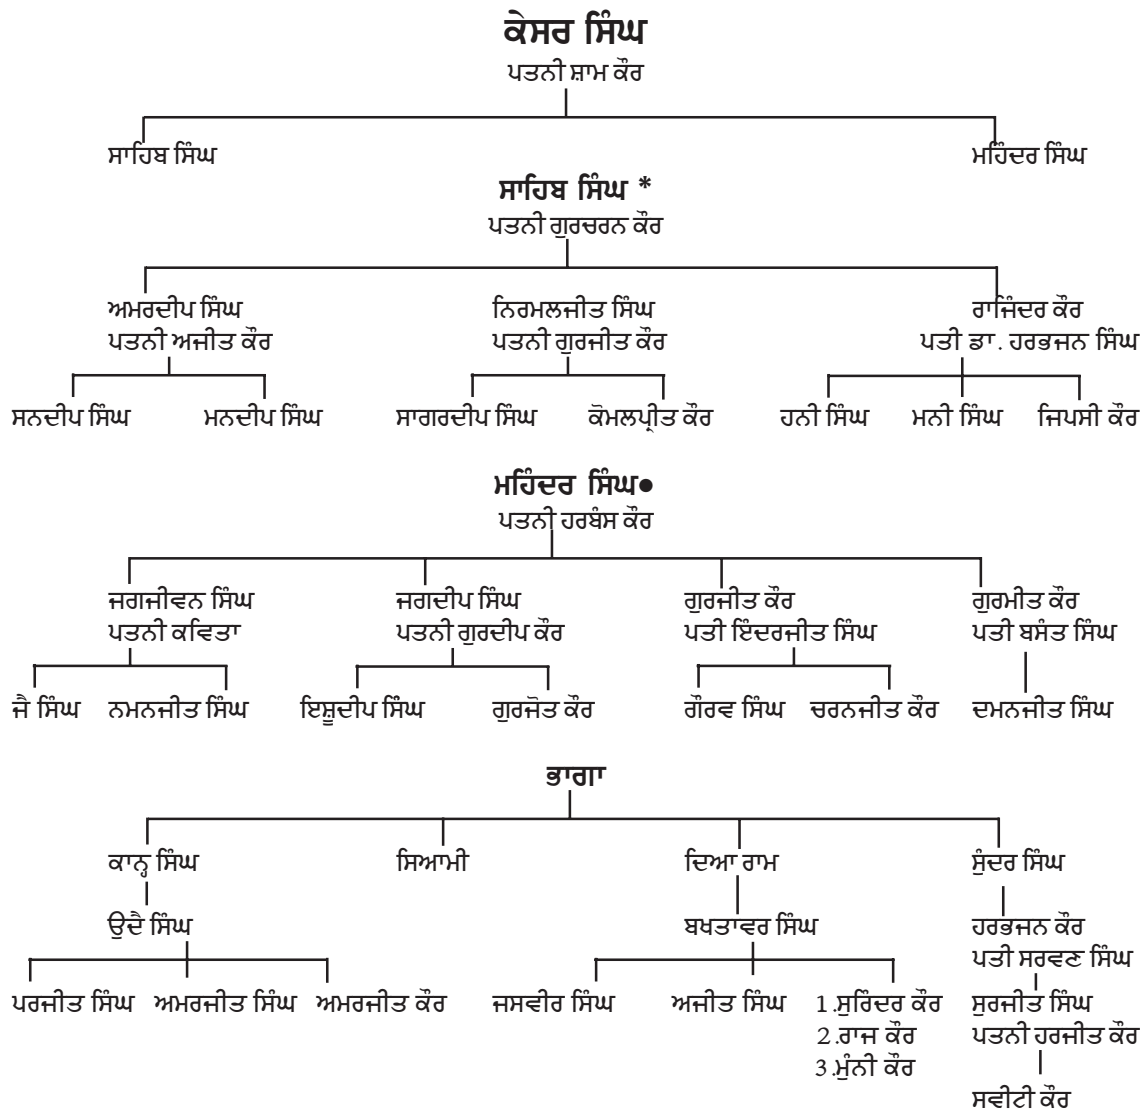 ਕੇਸਰ ਸਿੰਘ
ਪਤਨੀ ਸ਼ਾਮ ਕੌਰ
ਸਾਹਿਬ ਸਿੰਘ ਮਹਿੰਦਰ ਸਿੰਘ
ਸਾਹਿਬ ਸਿੰਘ *
ਪਤਨੀ ਗੁਰਚਰਨ ਕੌਰ
ਅਮਰਦੀਪ ਸਿੰਘ ਨਿਰਮਲਜੀਤ ਸਿੰਘ ਰਾਜਿੰਦਰ ਕੌਰ
ਪਤਨੀ ਅਜੀਤ ਕੌਰ ਪਤਨੀ ਗੁਰਜੀਤ ਕੌਰ ਪਤੀ ਡਾ. ਹਰਭਜਨ ਸਿੰਘ
ਸਨਦੀਪ ਸਿੰਘ ਮਨਦੀਪ ਸਿੰਘ ਸਾਗਰਦੀਪ ਸਿੰਘ ਕੋਮਲਪ੍ਰੀਤ ਕੌਰ ਹਨੀ ਸਿੰਘ ਮਨੀ ਸਿੰਘ ਜਿਪਸੀ ਕੌਰ
ਮਹਿੰਦਰ ਸਿੰਘ●
ਪਤਨੀ ਹਰਬੰਸ ਕੌਰ
ਜਗਜੀਵਨ ਸਿੰਘ ਜਗਦੀਪ ਸਿੰਘ ਗੁਰਜੀਤ ਕੌਰ ਗੁਰਮੀਤ ਕੌਰ
ਪਤਨੀ ਕਵਿਤਾ ਪਤਨੀ ਗੁਰਦੀਪ ਕੌਰ ਪਤੀ ਇੰਦਰਜੀਤ ਸਿੰਘ ਪਤੀ ਬਸੰਤ ਸਿੰਘ
ਜੈ ਸਿੰਘ ਨਮਨਜੀਤ ਸਿੰਘ ਇਸ਼ੂਦੀਪ ਸਿੰਘ ਗੁਰਜੋਤ ਕੌਰ ਗੌਰਵ ਸਿੰਘ ਚਰਨਜੀਤ ਕੌਰ ਦਮਨਜੀਤ ਸਿੰਘ
ਭਾਗਾ
ਕਾਨ੍ਹ ਸਿੰਘ ਸਿਆਮੀ ਦਿਆ ਰਾਮ ਸੁੰਦਰ ਸਿੰਘ
ਉਦੈ ਸਿੰਘ ਬਖਤਾਵਰ ਸਿੰਘ ਹਰਭਜਨ ਕੌਰ
ਪਤੀ ਸਰਵਣ ਸਿੰਘ
ਪਰਜੀਤ ਸਿੰਘ ਅਮਰਜੀਤ ਸਿੰਘ ਅਮਰਜੀਤ ਕੌਰ ਜਸਵੀਰ ਸਿੰਘ ਅਜੀਤ ਸਿੰਘ 1.ਸੁਰਿੰਦਰ ਕੌਰ ਸੁਰਜੀਤ ਸਿੰਘ
2.ਰਾਜ ਕੌਰ ਪਤਨੀ ਹਰਜੀਤ ਕੌਰ
3.ਮੁੰਨੀ ਕੌਰ
ਸਵੀਟੀ ਕੌਰ